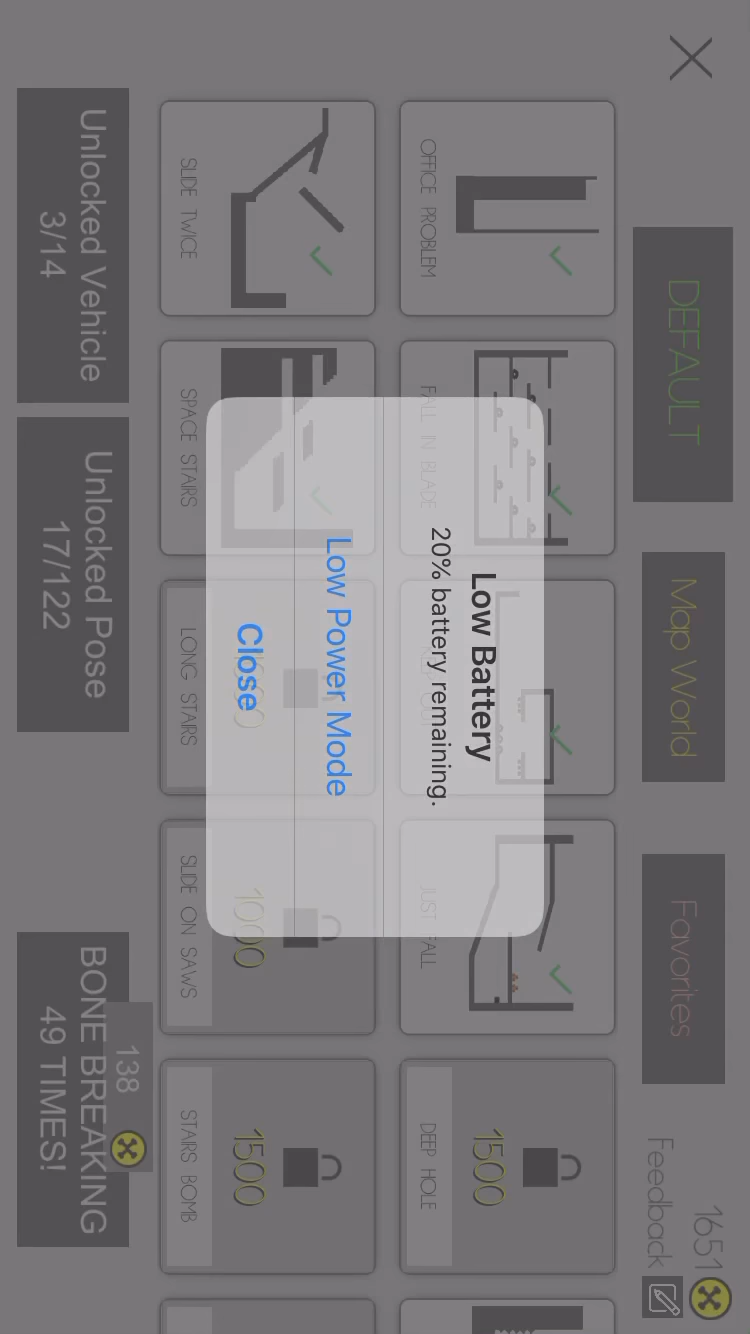 DEFAULT
Map World
Favorites
1651
Feedback
OFFICE PROBLEM
FALL IN BLADE
JUST FALL
1500
DEEP HOLE
SLIDE TWICE
SPACE STAIRS
LONG STAIRS
1000
SLIDE ON SAWS
1500
STAIRS BOMB
Low Battery
20% battery remaining.
Low Power Mode
Close
Unlocked Vehicle
3/14
Unlocked Pose
17/122
138
BONE BREAKING
49 TIMES!